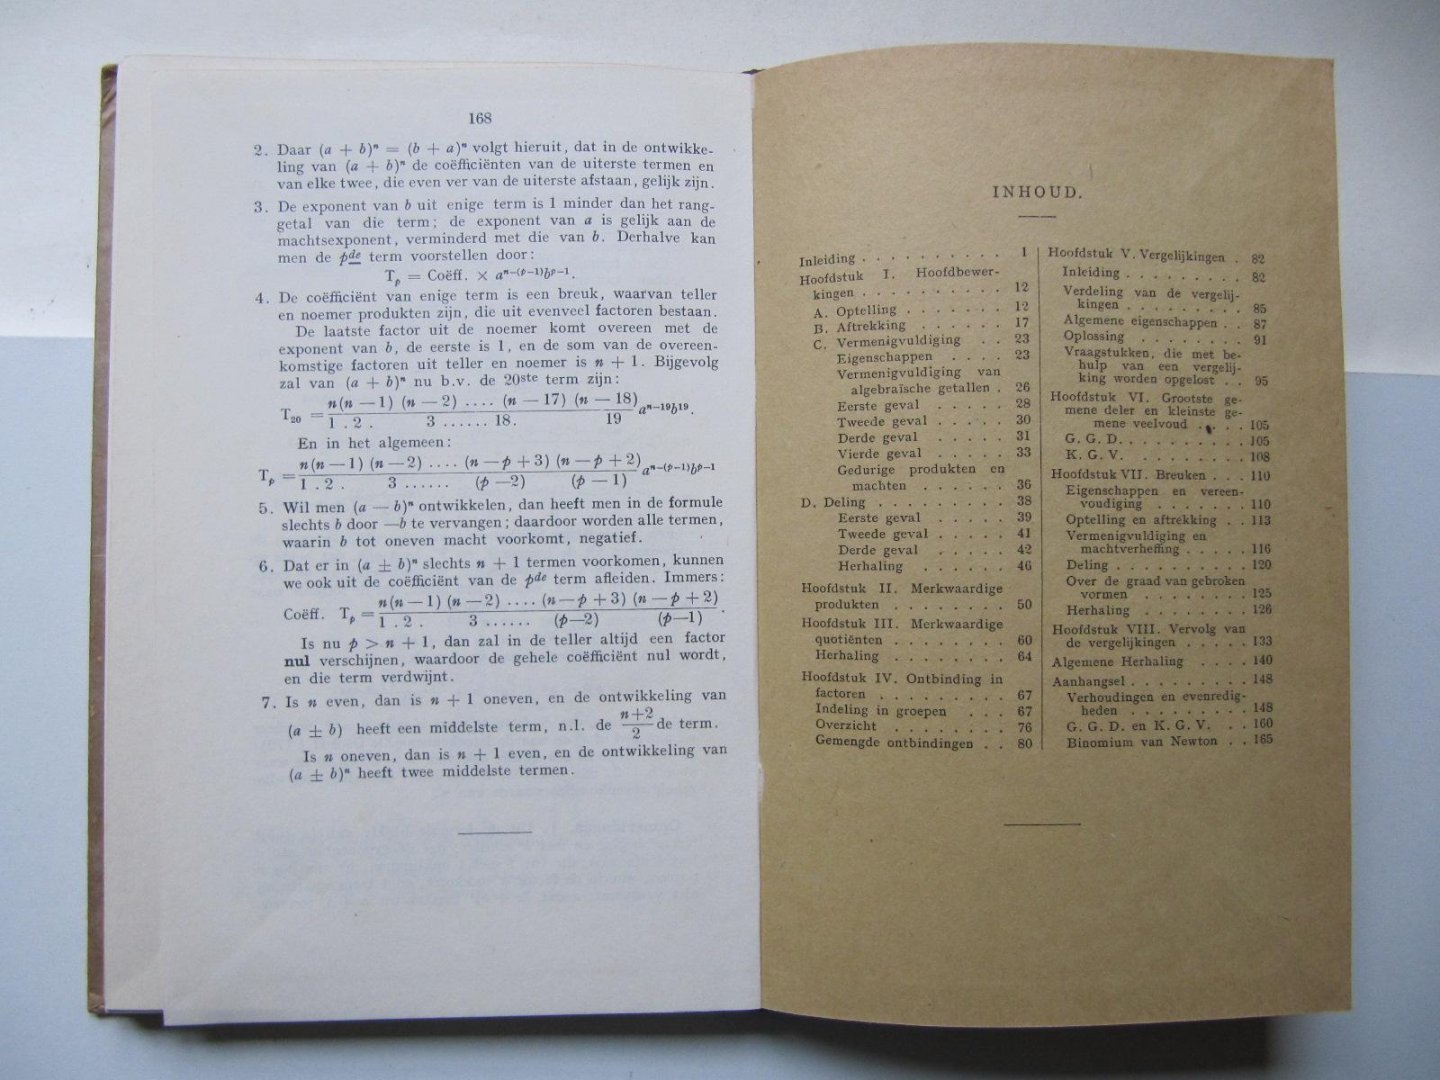 168
2. Daar (a + b)ⁿ = (b + a)ⁿ volgt hieruit, dat in de ontwikke-
ling van (a + b)ⁿ de coëfficiënten van de uiterste termen en
van elke twee, die even ver van de uiterste afstaan, gelijk zijn.
3. De exponent van b uit enige term is 1 minder dan het rang-
getal van die term; de exponent van a is gelijk aan de
machtsexponent, verminderd met die van b. Derhalve kan
men de pde term voorstellen door:
Tₚ = Coëff. × aⁿ⁻⁽ᵖ⁻¹⁾bᵖ⁻¹.
4. De coëfficiënt van enige term is een breuk, waarvan teller
en noemer produkten zijn, die uit evenveel factoren bestaan.
De laatste factor uit de noemer komt overeen met de
exponent van b, de eerste is 1, en de som van de overeen-
komstige factoren uit teller en noemer is n + 1. Bijgevolg
zal van (a + b)ⁿ nu b.v. de 20ste term zijn:
n(n — 1) (n — 2) .... (n — 17) (n — 18)
T₂₀ = aⁿ⁻¹⁹b¹⁹.
1 . 2 . 3 ...... 18. 19
En in het algemeen:
n(n — 1) (n — 2) .... (n — p + 3) (n — p + 2)
Tₚ = aⁿ⁻⁽ᵖ⁻¹⁾bᵖ⁻¹
1 . 2 . 3 ...... (p —2) (p — 1)
5. Wil men (a — b)ⁿ ontwikkelen, dan heeft men in de formule
slechts b door —b te vervangen; daardoor worden alle termen,
waarin b tot oneven macht voorkomt, negatief.
6. Dat er in (a ± b)ⁿ slechts n + 1 termen voorkomen, kunnen
we ook uit de coëfficiënt van de pde term afleiden. Immers:
n(n — 1) (n — 2) .... (n — p + 3) (n — p + 2)
Coëff. Tₚ = .
1 . 2 . 3 ...... (p—2) (p—1)
Is nu p > n + 1, dan zal in de teller altijd een factor
nul verschijnen, waardoor de gehele coëfficiënt nul wordt,
en die term verdwijnt.
7. Is n even, dan is n + 1 oneven, en de ontwikkeling van
n+2
(a ± b) heeft een middelste term, n.l. de de term.
2
Is n oneven, dan is n + 1 even, en de ontwikkeling van
(a ± b)ⁿ heeft twee middelste termen.
INHOUD.
Inleiding . . . . . . . . . . 1
Hoofdstuk I. Hoofdbewer-
kingen . . . . . . . . . . 12
A. Optelling . . . . . . . 12
B. Aftrekking . . . . . . 17
C. Vermenigvuldiging . . 23
Eigenschappen . . . . 23
Vermenigvuldiging van
algebraïsche getallen . 26
Eerste geval . . . . . 28
Tweede geval . . . . . 30
Derde geval . . . . . 31
Vierde geval . . . . . 33
Gedurige produkten en
machten . . . . . . 36
D. Deling . . . . . . . . . 38
Eerste geval . . . . . 39
Tweede geval . . . . . 41
Derde geval . . . . . 42
Herhaling . . . . . . 46
Hoofdstuk II. Merkwaardige
produkten . . . . . . . . 50
Hoofdstuk III. Merkwaardige
quotiënten . . . . . . . . 60
Herhaling . . . . . . . . 64
Hoofdstuk IV. Ontbinding in
factoren . . . . . . . . . 67
Indeling in groepen . . . 67
Overzicht . . . . . . . . 76
Gemengde ontbindingen . . 80
Hoofdstuk V. Vergelijkingen . 82
Inleiding . . . . . . . . . 82
Verdeling van de vergelij-
kingen . . . . . . . . . 85
Algemene eigenschappen . . 87
Oplossing . . . . . . . . 91
Vraagstukken, die met be-
hulp van een vergelij-
king worden opgelost . . 95
Hoofdstuk VI. Grootste ge-
mene deler en kleinste ge-
mene veelvoud . . . . 105
G. G. D. . . . . . . . . . 105
K. G. V. . . . . . . . . . 108
Hoofdstuk VII. Breuken . . . 110
Eigenschappen en vereen-
voudiging . . . . . . . 110
Optelling en aftrekking . . 113
Vermenigvuldiging en
machtverheffing . . . . . 116
Deling . . . . . . . . . . 120
Over de graad van gebroken
vormen . . . . . . . . 125
Herhaling . . . . . . . . 126
Hoofdstuk VIII. Vervolg van
de vergelijkingen . . . . . 133
Algemene Herhaling . . . . 140
Aanhangsel . . . . . . . . . 148
Verhoudingen en evenredig-
heden . . . . . . . . . 148
G. G. D. en K. G. V. . . . 160
Binomium van Newton . . 165